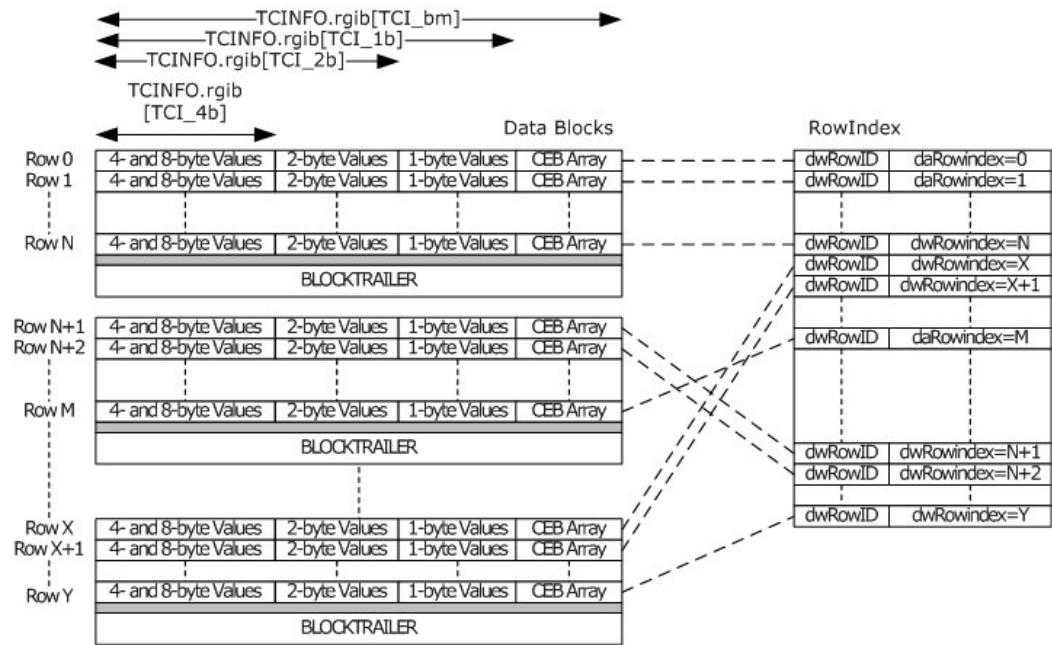 TCINFO.rgib[TCI_bm]
TCINFO.rgib[TCI_1b]
TCINFO.rgib[TCI_2b]
TCINFO.rgib
[TCI_4b]
Data Blocks RowIndex
Row 0 4- and 8-byte Values 2-byte Values 1-byte Values CEB Array dwRowID daRowindex=0
Row 1 4- and 8-byte Values 2-byte Values 1-byte Values CEB Array dwRowID daRowindex=1
Row N 4- and 8-byte Values 2-byte Values 1-byte Values CEB Array dwRowID dwRowindex=N
dwRowID dwRowindex=X
BLOCKTRAILER dwRowID dwRowindex=X+1
Row N+1 4- and 8-byte Values 2-byte Values 1-byte Values CEB Array
dwRowID daRowindex=M
Row N+2 4- and 8-byte Values 2-byte Values 1-byte Values CEB Array
Row M 4- and 8-byte Values 2-byte Values 1-byte Values CEB Array
BLOCKTRAILER dwRowID dwRowindex=N+1
dwRowID dwRowindex=N+2
dwRowID dwRowindex=Y
Row X 4- and 8-byte Values 2-byte Values 1-byte Values CEB Array
Row X+1 4- and 8-byte Values 2-byte Values 1-byte Values CEB Array
Row Y 4- and 8-byte Values 2-byte Values 1-byte Values CEB Array
BLOCKTRAILER